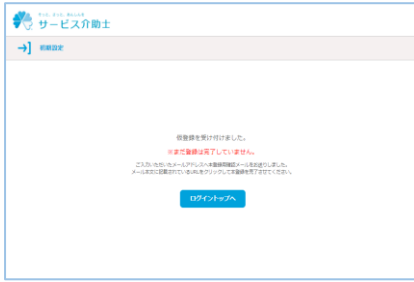 サービス介助士
初期設定
仮登録を受け付けました。
※まだ登録は完了していません。
ご入力いただいたメールアドレスへ本登録用確認メールをお送りしました。
メール本文に記載されているURLをクリックして本登録を完了させてください。
ログイントップへ